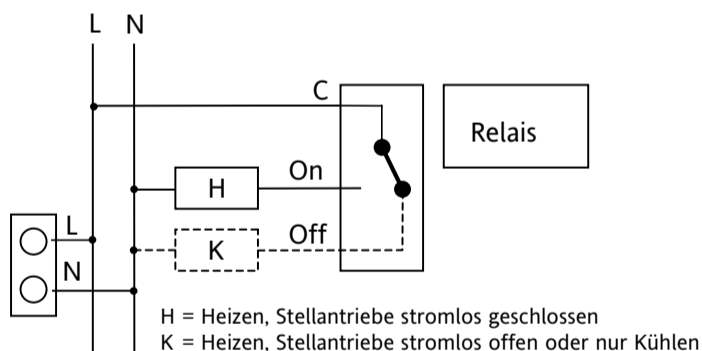 L N
C
Relais
On
H
L
Off
K
N
H = Heizen, Stellantriebe stromlos geschlossen
K = Heizen, Stellantriebe stromlos offen oder nur Kühlen